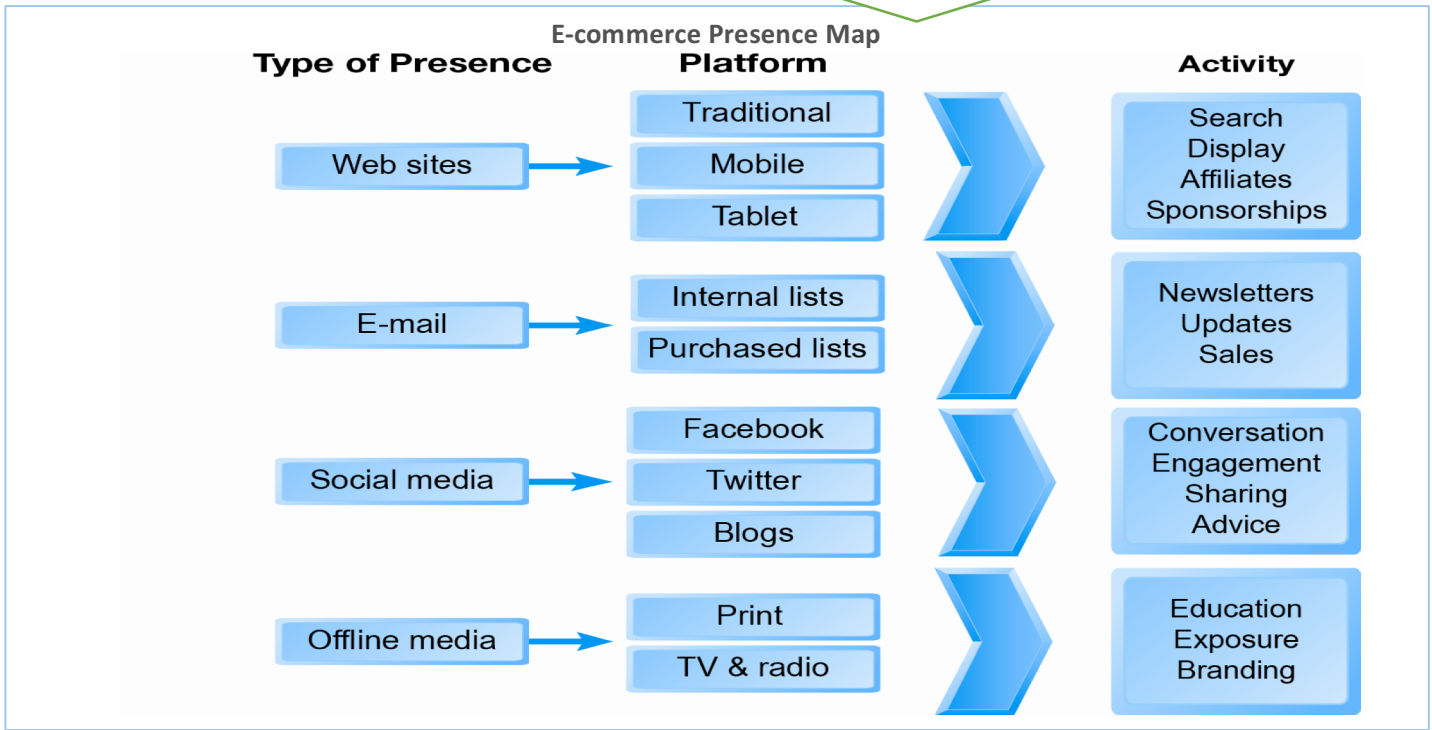 E-commerce Presence Map
Type of Presence
Platform
Activity
Web sites
Traditional
Mobile
Tablet
Search
Display
Affiliates
Sponsorships
E-mail
Internal lists
Purchased lists
Newsletters
Updates
Sales
Social media
Facebook
Twitter
Blogs
Conversation
Engagement
Sharing
Advice
Offline media
Print
TV & radio
Education
Exposure
Branding